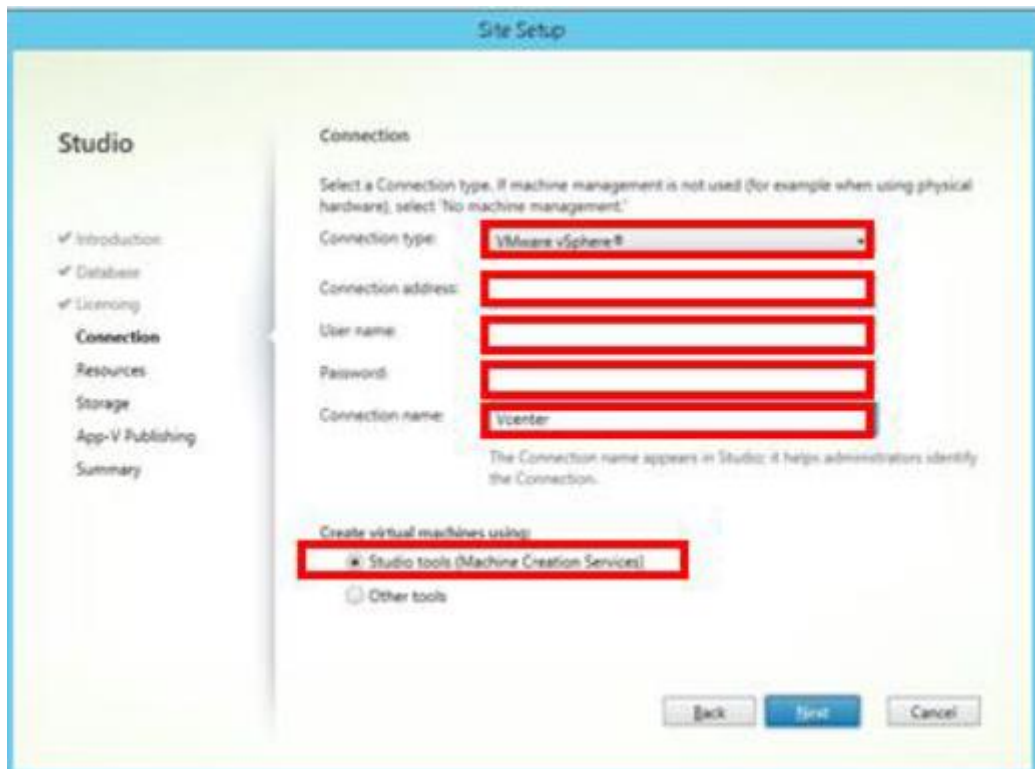 Site Setup
Studio
Connection
Select a Connection type. If machine management is not used (for example when using physical
hardware), select 'No machine management.'
✔ Introduction
Connection type:
VMware vSphere®
✔ Database
Connection address:
✔ Licensing
User name:
Connection
Password:
Resources
Storage
Connection name:
Vcenter
App-V Publishing
The Connection name appears in Studio; it helps administrators identify
the Connection.
Summary
Create virtual machines using:
Studio tools (Machine Creation Services)
Other tools
Back
Next
Cancel